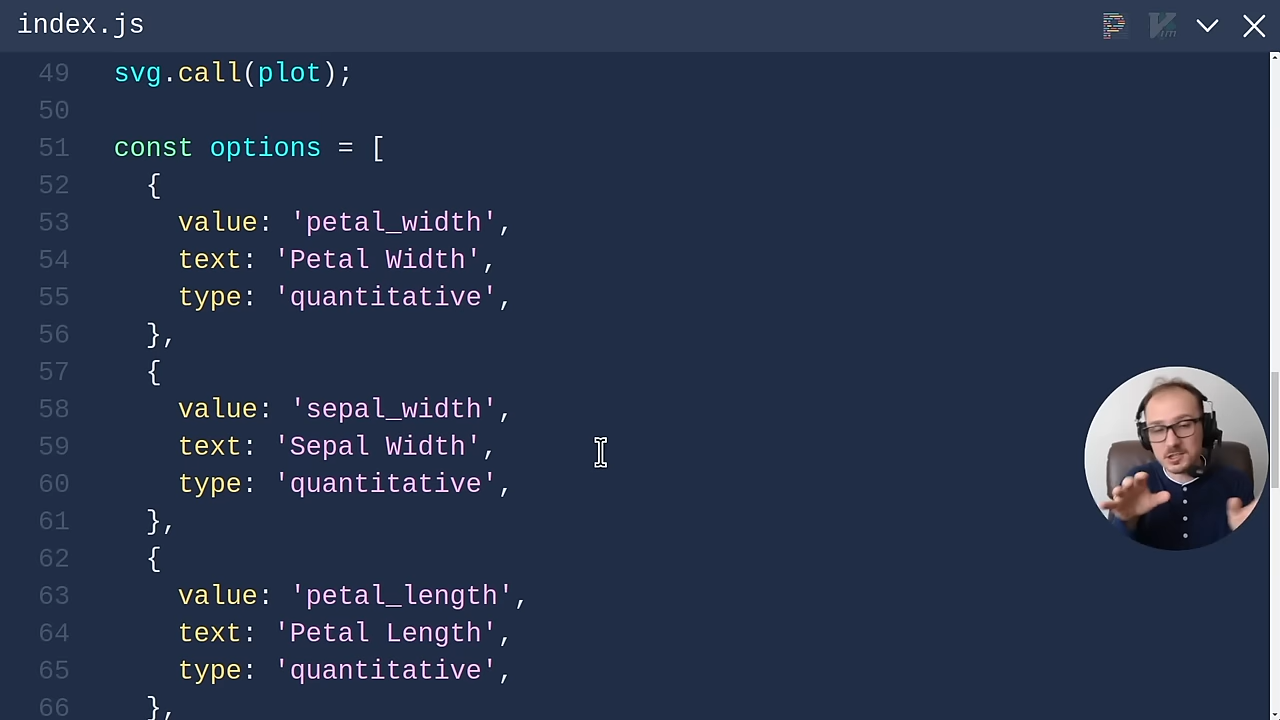 index.js
49 svg.call(plot);
50
51 const options = [
52 {
53 value: 'petal_width',
54 text: 'Petal Width',
55 type: 'quantitative',
56 },
57 {
58 value: 'sepal_width',
59 text: 'Sepal Width',
60 type: 'quantitative',
61 },
62 {
63 value: 'petal_length',
64 text: 'Petal Length',
65 type: 'quantitative',
66 },